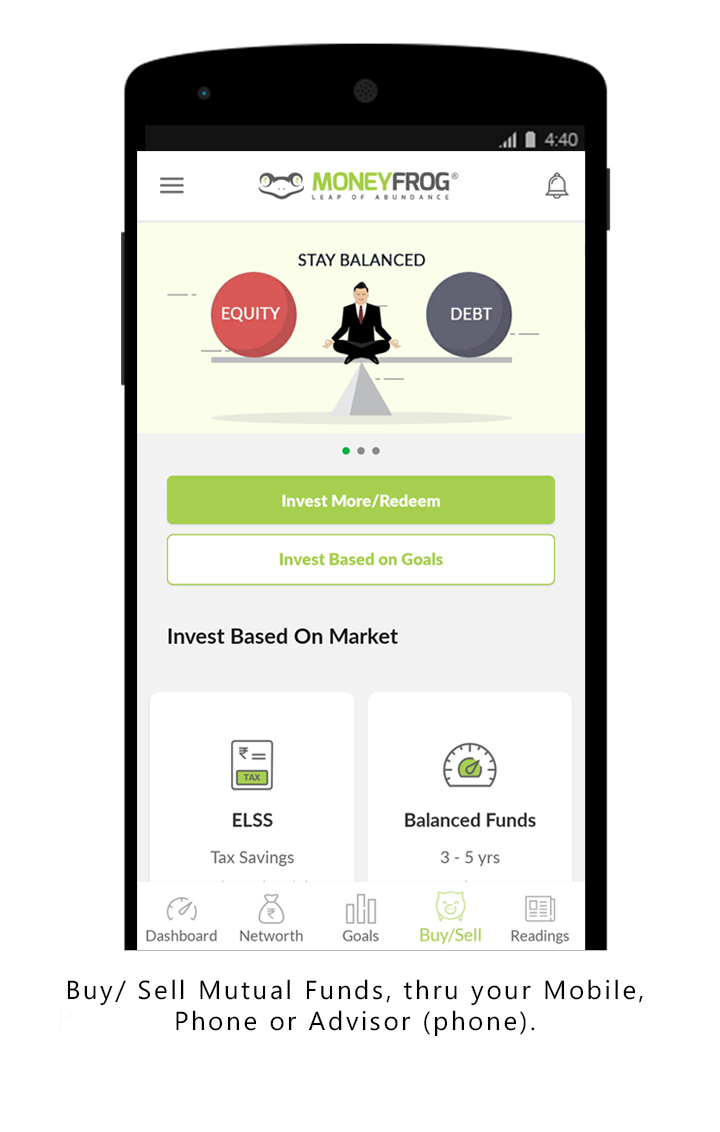 4:40
MONEYFROG®
LEAP OF ABUNDANCE
STAY BALANCED
EQUITY
DEBT
Invest More/Redeem
Invest Based on Goals
Invest Based On Market
₹
TAX
ELSS
Balanced Funds
Tax Savings
3 - 5 yrs
₹
Dashboard
Networth
Goals
Buy/Sell
Readings
Buy/ Sell Mutual Funds, thru your Mobile,
P
Phone or Advisor (phone).